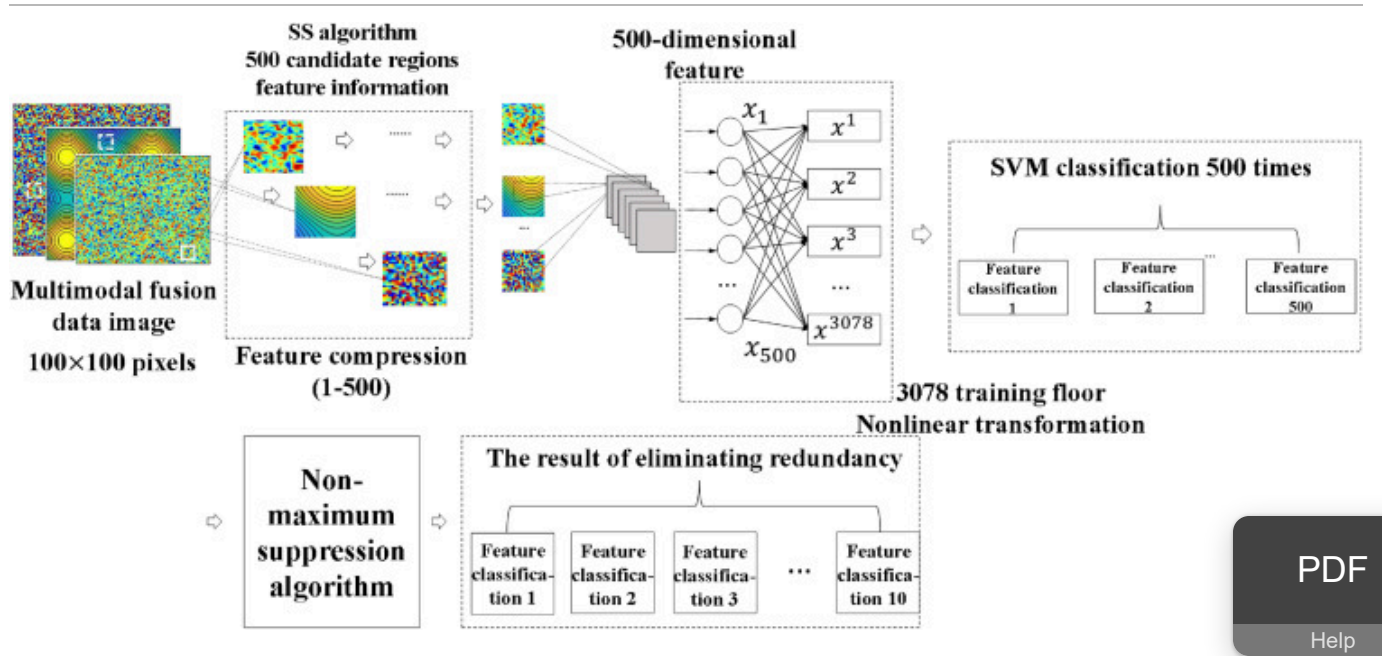 SS algorithm
500 candidate regions
feature information
......
......
Multimodal fusion
data image
100×100 pixels
Feature compression
(1-500)
...
500-dimensional
feature
x₁
...
x₅₀₀
x¹
x²
x³
...
x³⁰⁷⁸
3078 training floor
Nonlinear transformation
SVM classification 500 times
Feature
classification
1
Feature
classification
2
...
Feature
classification
500
Non-
maximum
suppression
algorithm
The result of eliminating redundancy
Feature
classifica-
tion 1
Feature
classifica-
tion 2
Feature
classifica-
tion 3
...
Feature
classifica-
tion 10
PDF
Help